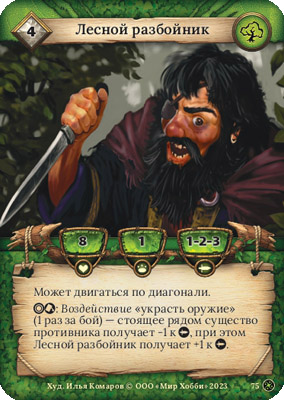 4
Лесной разбойник
8 1 1-2-3
Может двигаться по диагонали.
: Воздействие «украсть оружие»
(1 раз за бой) — стоящее рядом существо
противника получает -1 к , при этом
Лесной разбойник получает +1 к .
Худ. Илья Комаров © ООО «Мир Хобби» 2023 75